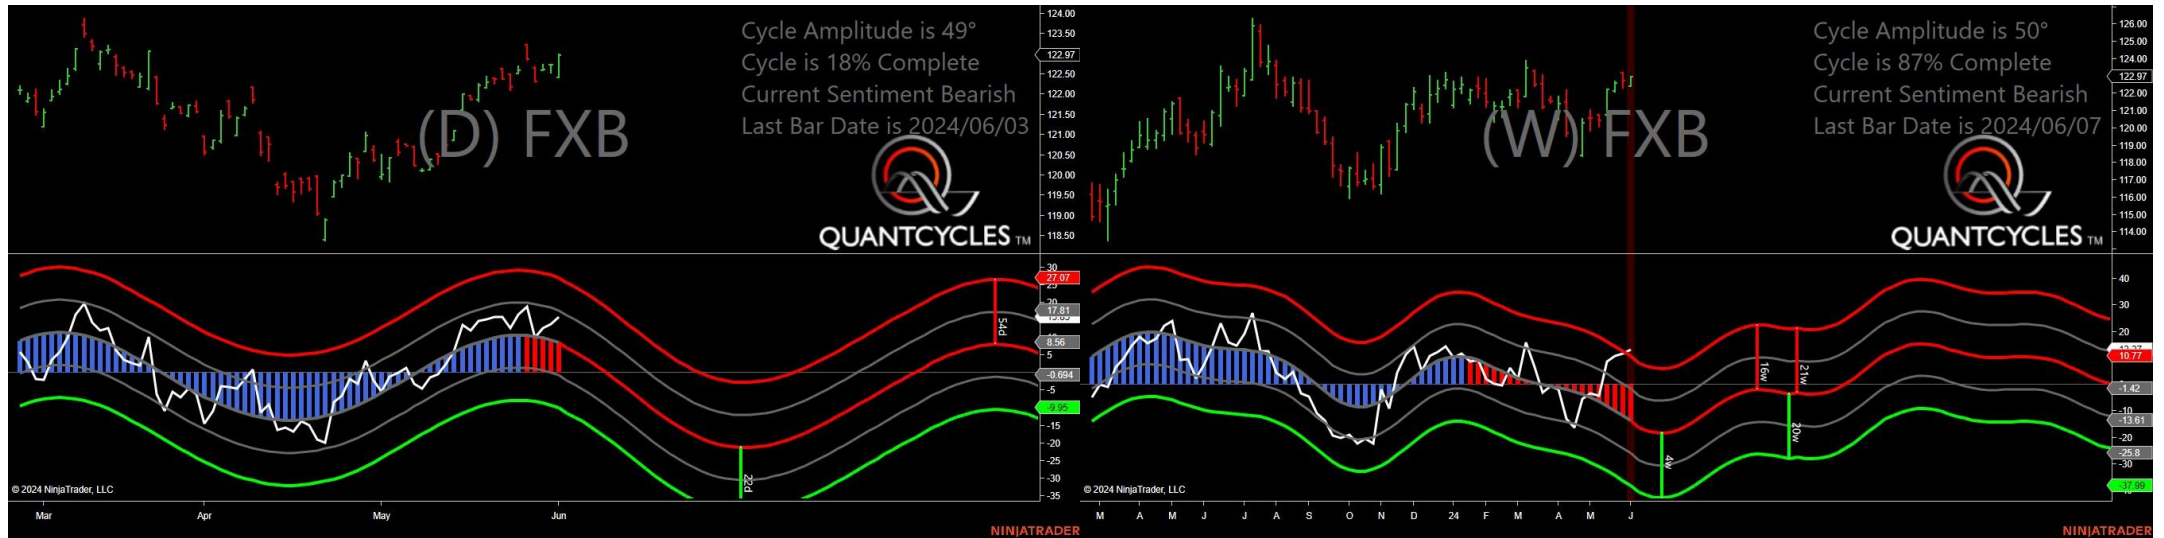 Cycle Amplitude is 49°
Cycle is 18% Complete
Current Sentiment Bearish
Last Bar Date is 2024/06/03
(D) FXB
QUANTCYCLES TM
124.00
123.50
122.97
122.50
122.00
121.50
121.00
120.50
120.00
119.50
119.00
118.50
30
27.07
25
20
17.81
8.56
5
-0.694
-5
-9.95
-15
-20
-25
-30
-35
54d
22d
© 2024 NinjaTrader, LLC
Mar Apr May Jun
NINJATRADER
Cycle Amplitude is 50°
Cycle is 87% Complete
Current Sentiment Bearish
Last Bar Date is 2024/06/07
(W) FXB
QUANTCYCLES TM
126.00
125.00
124.00
122.97
122.00
121.00
120.00
119.00
118.00
117.00
116.00
115.00
114.00
40
30
20
10.77
-1.42
-10
-13.61
-20
-25.8
-30
-37.99
16w
21w
20w
4w
© 2024 NinjaTrader, LLC
M A M J J A S O N D 24 F M A M J
NINJATRADER